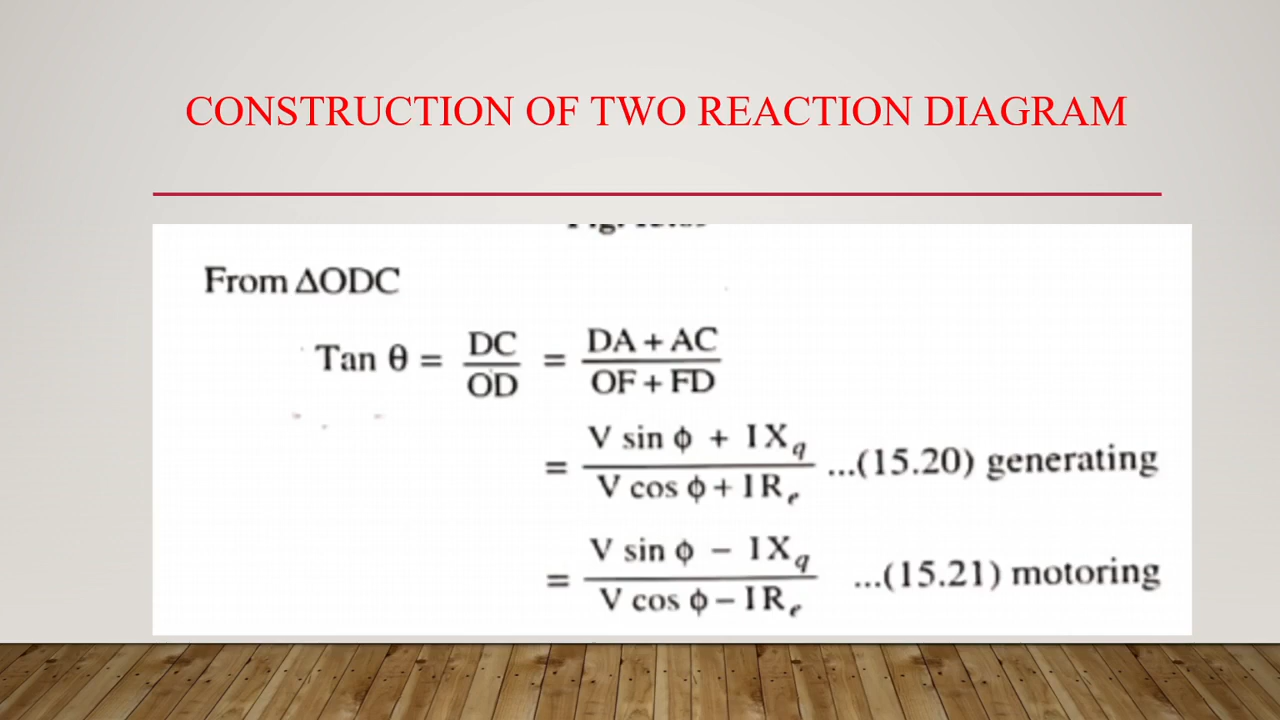 CONSTRUCTION OF TWO REACTION DIAGRAM
From ΔODC
Tan θ = DC/OD = (DA + AC)/(OF + FD)
= (V sin ϕ + I X_q)/(V cos ϕ + I R_e) ...(15.20) generating
= (V sin ϕ − I X_q)/(V cos ϕ − I R_e) ...(15.21) motoring